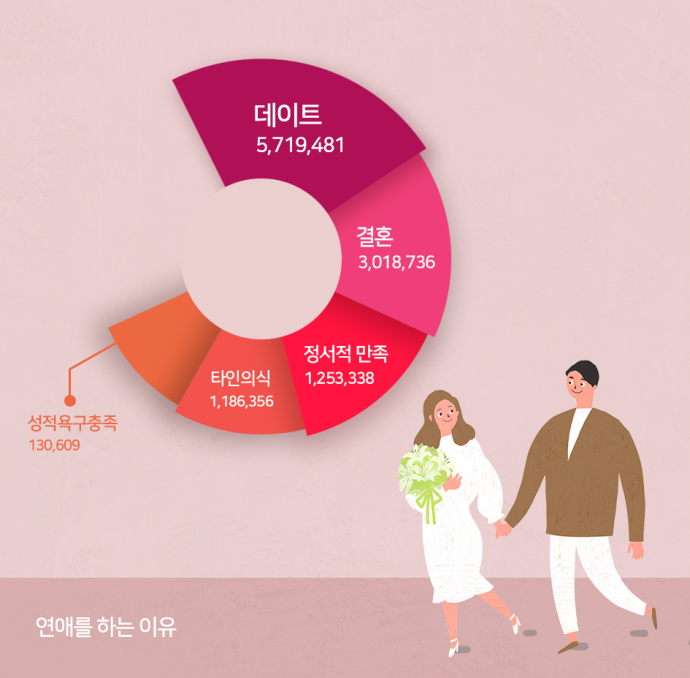 데이트
5,719,481
결혼
3,018,736
정서적 만족
1,253,338
타인의식
1,186,356
성적욕구충족
130,609
연애를 하는 이유